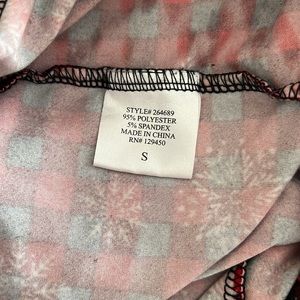 STYLE# 264689
95% POLYESTER
5% SPANDEX
MADE IN CHINA
RN# 129450
S